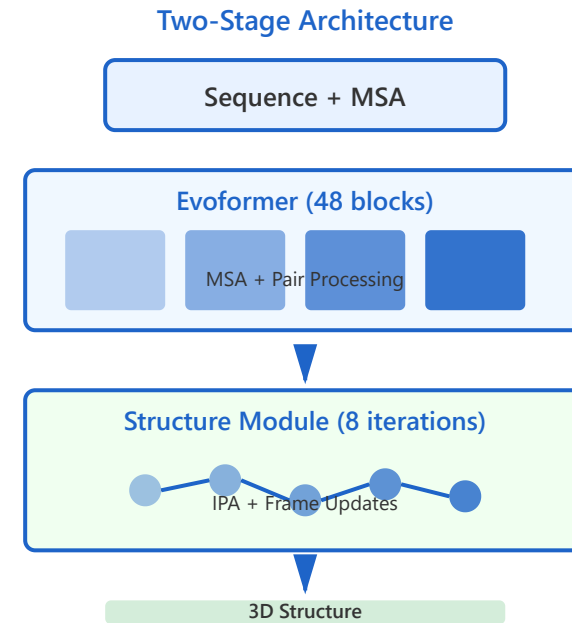 Two-Stage Architecture
Sequence + MSA
Evoformer (48 blocks)
MSA + Pair Processing
Structure Module (8 iterations)
IPA + Frame Updates
3D Structure